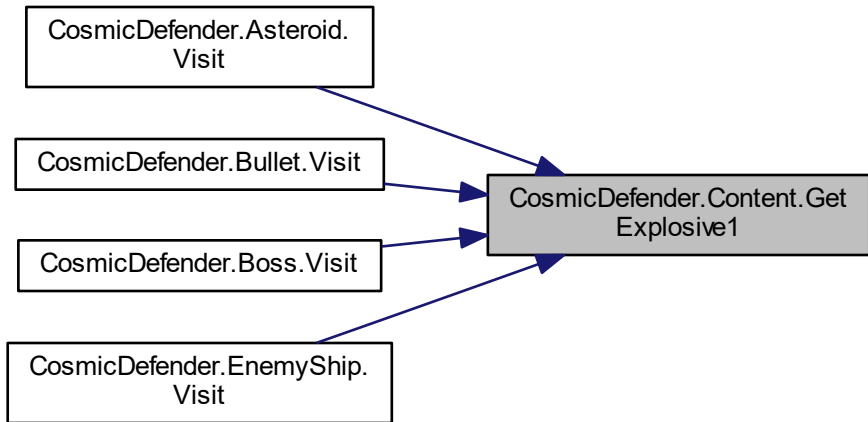 CosmicDefender.Asteroid.
Visit
CosmicDefender.Bullet.Visit
CosmicDefender.Boss.Visit
CosmicDefender.EnemyShip.
Visit
CosmicDefender.Content.Get
Explosive1